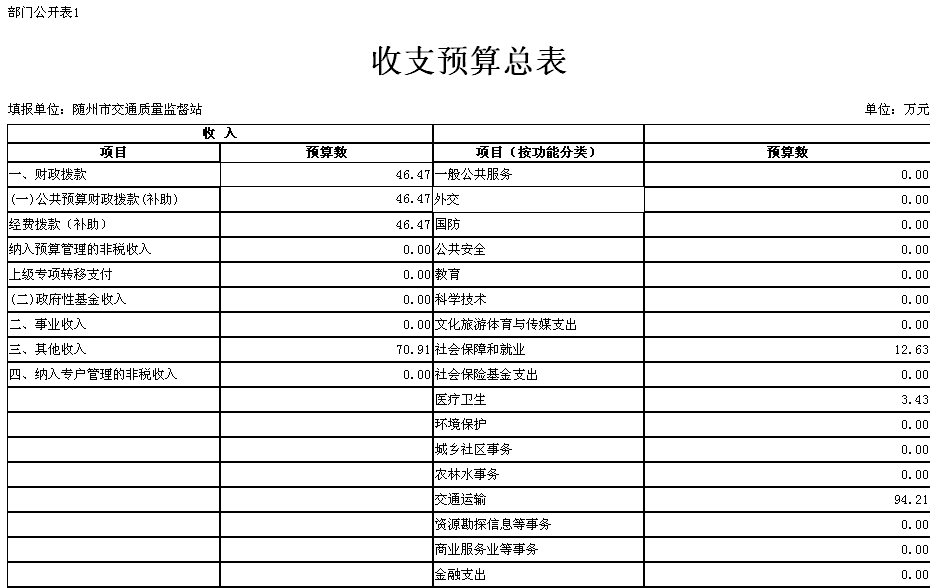 部门公开表1
收支预算总表
填报单位：随州市交通质量监督站 单位：万元
收 入
项目 预算数 项目（按功能分类） 预算数
一、财政拨款 46.47 一般公共服务 0.00
(一)公共预算财政拨款(补助) 46.47 外交 0.00
经费拨款（补助） 46.47 国防 0.00
纳入预算管理的非税收入 0.00 公共安全 0.00
上级专项转移支付 0.00 教育 0.00
(二)政府性基金收入 0.00 科学技术 0.00
二、事业收入 0.00 文化旅游体育与传媒支出 0.00
三、其他收入 70.91 社会保障和就业 12.63
四、纳入专户管理的非税收入 0.00 社会保险基金支出 0.00
医疗卫生 3.43
环境保护 0.00
城乡社区事务 0.00
农林水事务 0.00
交通运输 94.21
资源勘探信息等事务 0.00
商业服务业等事务 0.00
金融支出 0.00